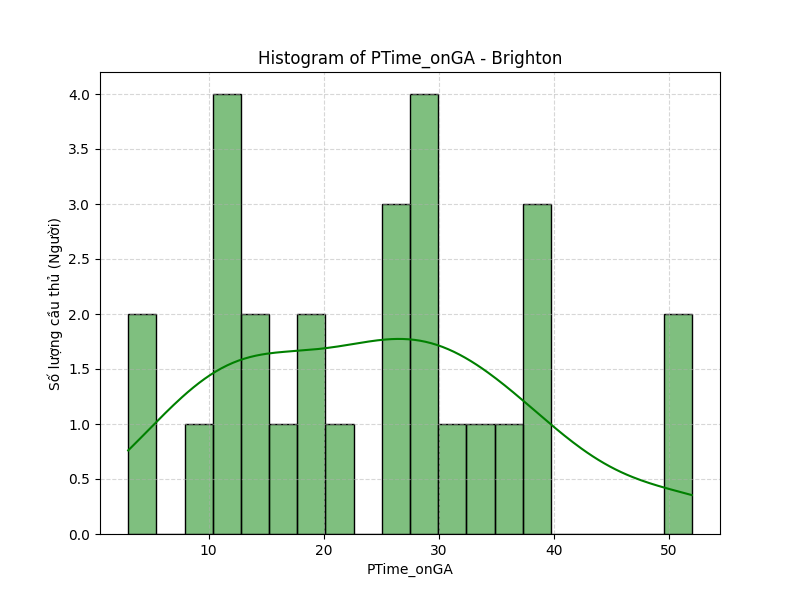 Histogram of PTime_onGA - Brighton
Số lượng cầu thủ (Người)
4.0
3.5
3.0
2.5
2.0
1.5
1.0
0.5
0.0
10 20 30 40 50
PTime_onGA